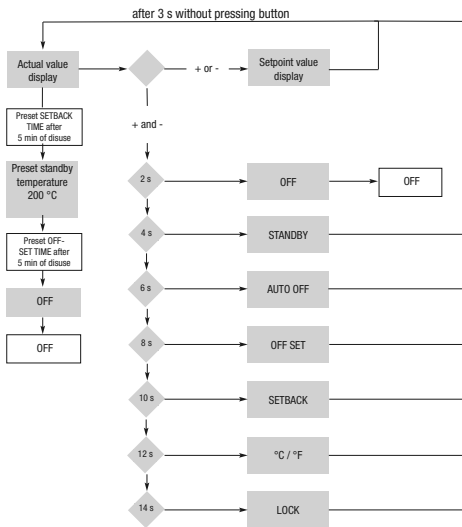 after 3 s without pressing button
Actual value
display
+ or -
Setpoint value
display
Preset SETBACK
TIME after
5 min of disuse
+ and -
Preset standby
temperature
200 °C
2 s
OFF
OFF
Preset OFF-
SET TIME after
5 min of disuse
4 s
STANDBY
OFF
6 s
AUTO OFF
OFF
8 s
OFF SET
10 s
SETBACK
12 s
°C / °F
14 s
LOCK